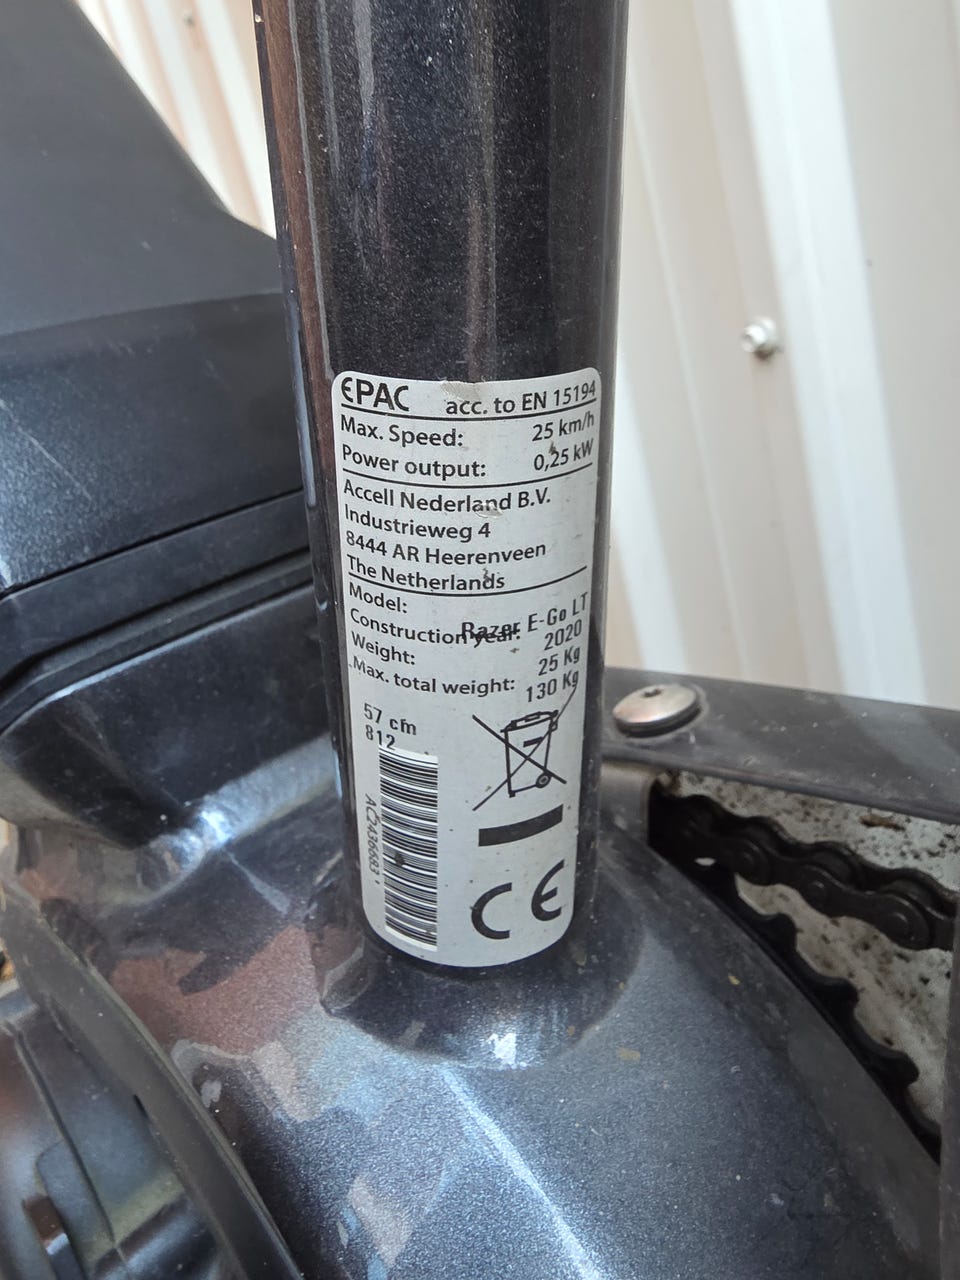 EPAC acc. to EN 15194
Max. Speed: 25 km/h
Power output: 0,25 kW
Accell Nederland B.V.
Industrieweg 4
8444 AR Heerenveen
The Netherlands
Model: Razer E-Go LT
Construction year: 2020
Weight: 25 Kg
Max. total weight: 130 Kg
57 cm
812
CE